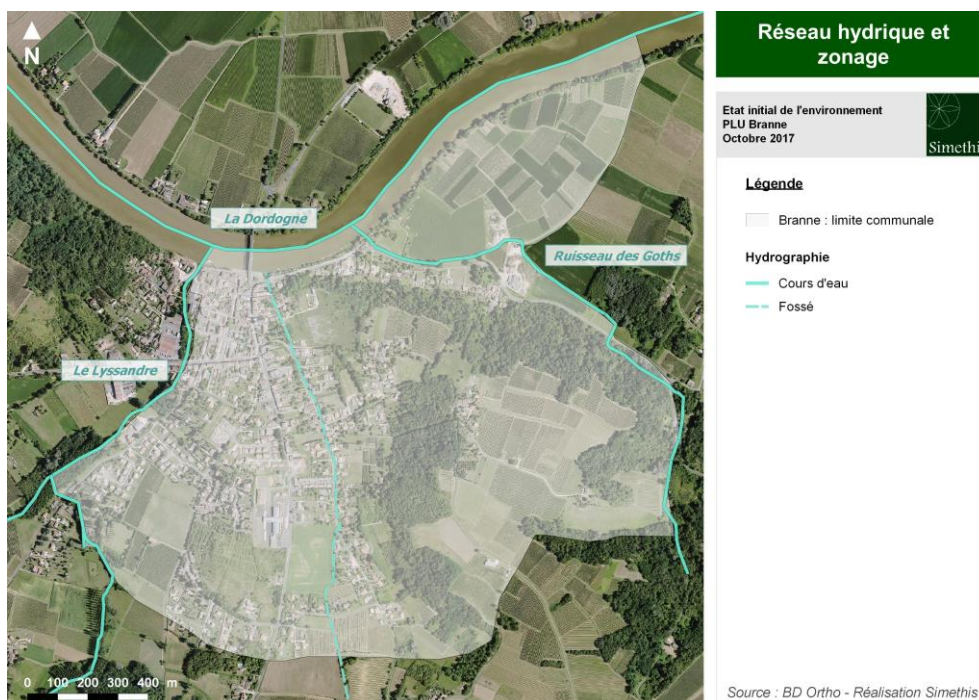 N
La Dordogne
Ruisseau des Goths
Le Lyssandre
0 100 200 300 400 m
Réseau hydrique et
zonage
Etat initial de l'environnement
PLU Branne
Octobre 2017
Simethi
Légende
Branne : limite communale
Hydrographie
Cours d'eau
Fossé
Source : BD Ortho - Réalisation Simethis